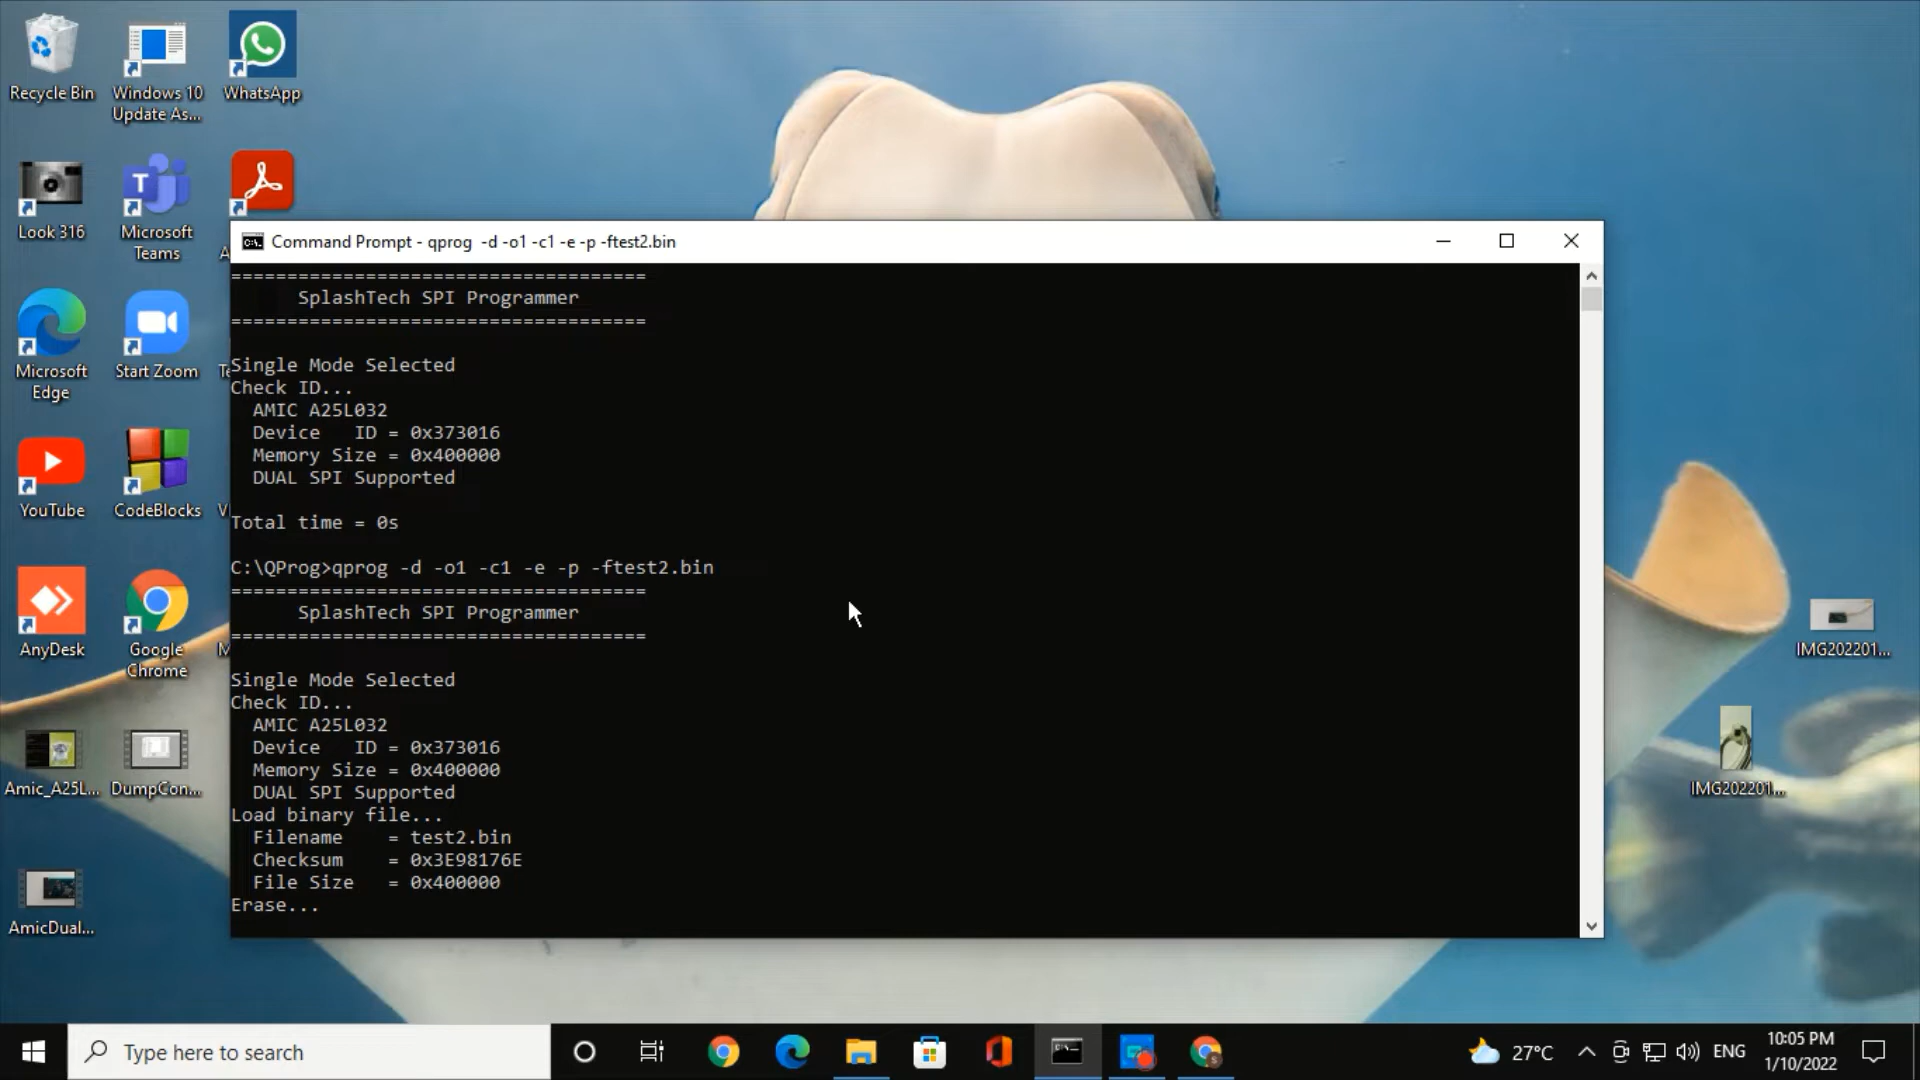 Recycle Bin
Windows 10
Update As...
WhatsApp
Look 316
Microsoft
Teams
A
Microsoft
Edge
Start Zoom
YouTube
CodeBlocks
AnyDesk
Google
Chrome
Amic_A25L...
DumpCon...
AmicDual...
IMG202201...
IMG202201...
Command Prompt - qprog  -d -o1 -c1 -e -p -ftest2.bin
=====================================
SplashTech SPI Programmer
=====================================
Single Mode Selected
Check ID...
AMIC A25L032
Device   ID = 0x373016
Memory Size = 0x400000
DUAL SPI Supported
Total time = 0s
C:\QProg>qprog -d -o1 -c1 -e -p -ftest2.bin
=====================================
SplashTech SPI Programmer
=====================================
Single Mode Selected
Check ID...
AMIC A25L032
Device   ID = 0x373016
Memory Size = 0x400000
DUAL SPI Supported
Load binary file...
Filename    = test2.bin
Checksum    = 0x3E98176E
File Size   = 0x400000
Erase...
Type here to search
27°C
ENG
10:05 PM
1/10/2022